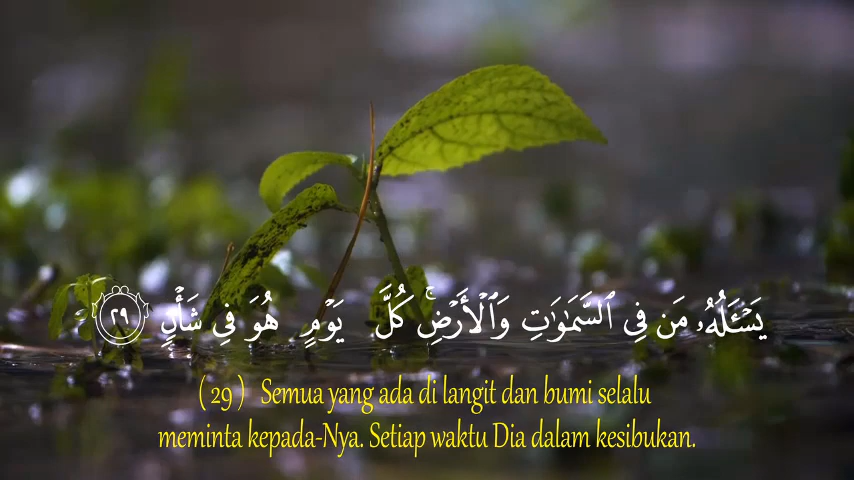 يَسْـَٔلُهُۥ مَن فِى ٱلسَّمَٰوَٰتِ وَٱلْأَرْضِ ۚ كُلَّ يَوْمٍ هُوَ فِى شَأْنٍ ٢٩
( 29 ) Semua yang ada di langit dan bumi selalu
meminta kepada-Nya. Setiap waktu Dia dalam kesibukan.